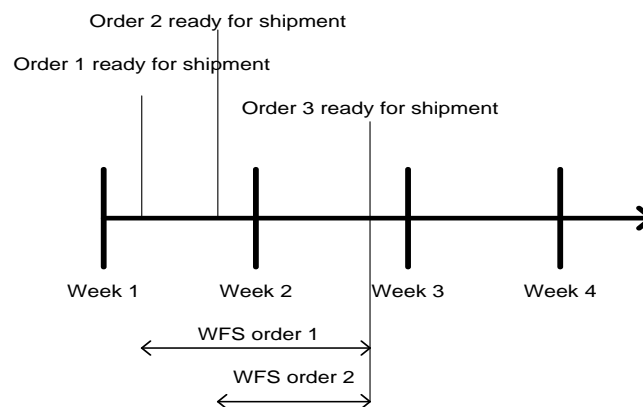 Order 2 ready for shipment
Order 1 ready for shipment
Order 3 ready for shipment
Week 1
Week 2
Week 3
Week 4
WFS order 1
WFS order 2